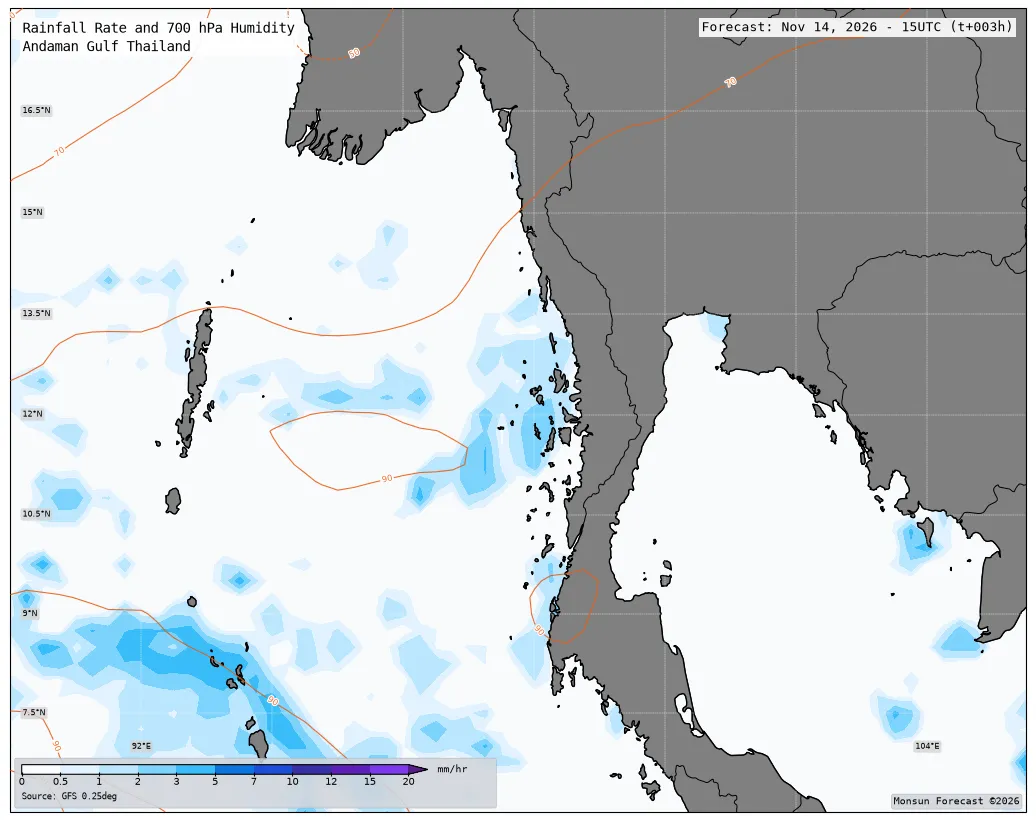 Rainfall Rate and 700 hPa Humidity
Andaman Gulf Thailand
Forecast: Nov 14, 2026 - 15UTC (t+003h)
50
70
16.5°N
70
15°N
13.5°N
12°N
90
10.5°N
9°N
90
90
7.5°N
90
92°E
104°E
mm/hr
0 0.5 1 2 3 5 7 10 12 15 20
Source: GFS 0.25deg
Monsun Forecast ©2026